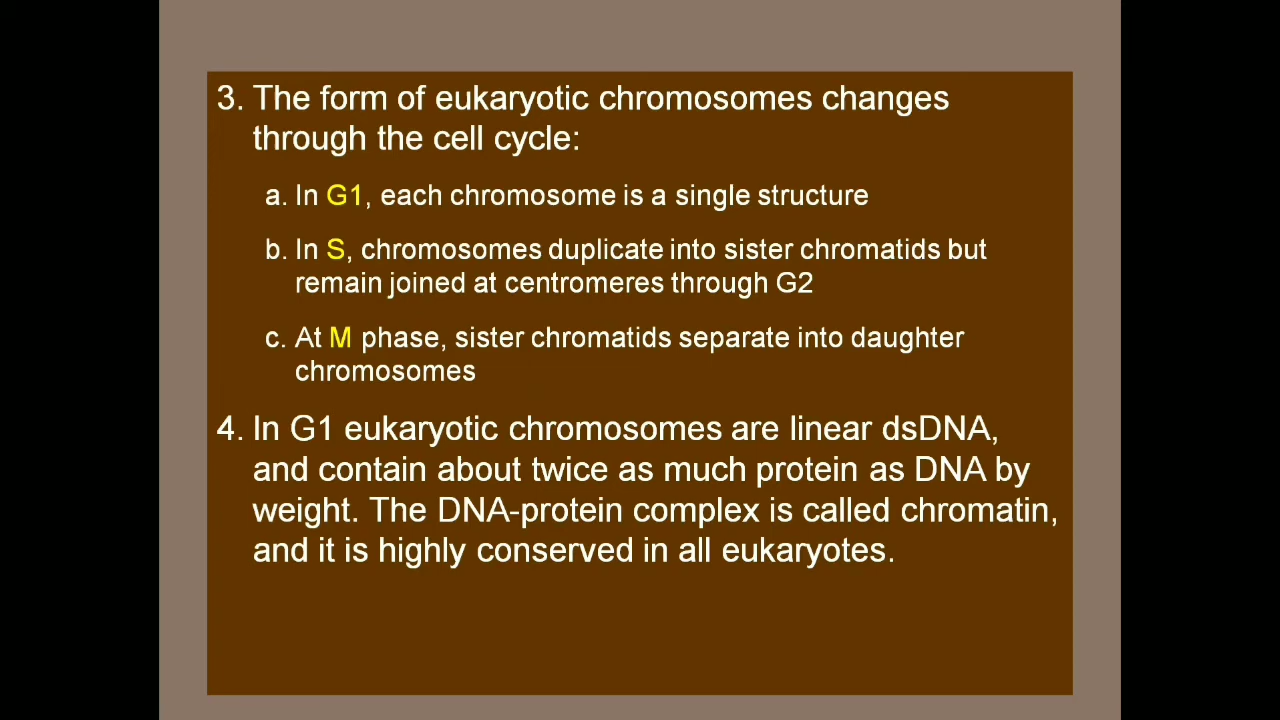 3. The form of eukaryotic chromosomes changes
through the cell cycle:
a. In G1, each chromosome is a single structure
b. In S, chromosomes duplicate into sister chromatids but
remain joined at centromeres through G2
c. At M phase, sister chromatids separate into daughter
chromosomes
4. In G1 eukaryotic chromosomes are linear dsDNA,
and contain about twice as much protein as DNA by
weight. The DNA-protein complex is called chromatin,
and it is highly conserved in all eukaryotes.